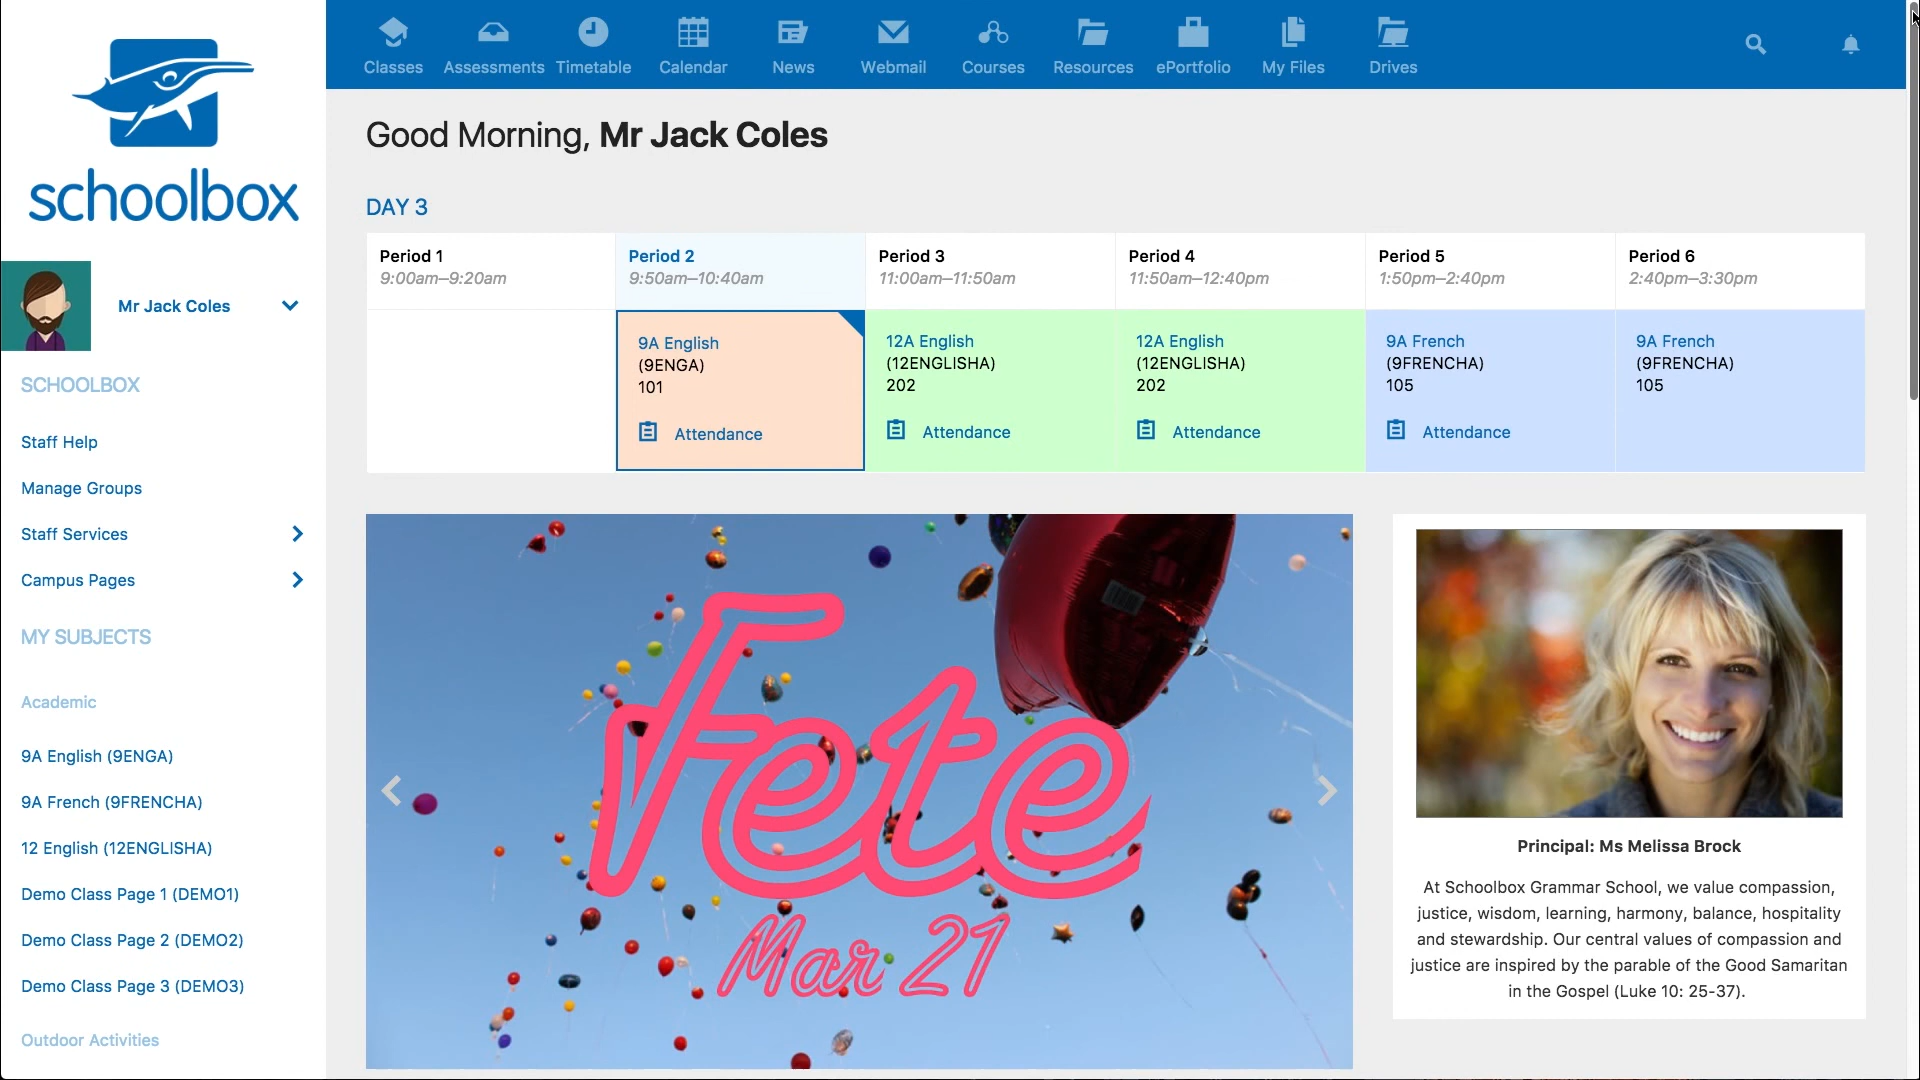 schoolbox
Mr Jack Coles
SCHOOLBOX
Staff Help
Manage Groups
Staff Services
Campus Pages
MY SUBJECTS
Academic
9A English (9ENGA)
9A French (9FRENCHA)
12 English (12ENGLISHA)
Demo Class Page 1 (DEMO1)
Demo Class Page 2 (DEMO2)
Demo Class Page 3 (DEMO3)
Outdoor Activities
Classes Assessments Timetable Calendar News Webmail Courses Resources ePortfolio My Files Drives
Good Morning, Mr Jack Coles
DAY 3
Period 1 Period 2 Period 3 Period 4 Period 5 Period 6
9:00am–9:20am 9:50am–10:40am 11:00am–11:50am 11:50am–12:40pm 1:50pm–2:40pm 2:40pm–3:30pm
9A English 12A English 12A English 9A French 9A French
(9ENGA) (12ENGLISHA) (12ENGLISHA) (9FRENCHA) (9FRENCHA)
101 202 202 105 105
Attendance Attendance Attendance Attendance
Fete
Mar 21
Principal: Ms Melissa Brock
At Schoolbox Grammar School, we value compassion,
justice, wisdom, learning, harmony, balance, hospitality
and stewardship. Our central values of compassion and
justice are inspired by the parable of the Good Samaritan
in the Gospel (Luke 10: 25-37).